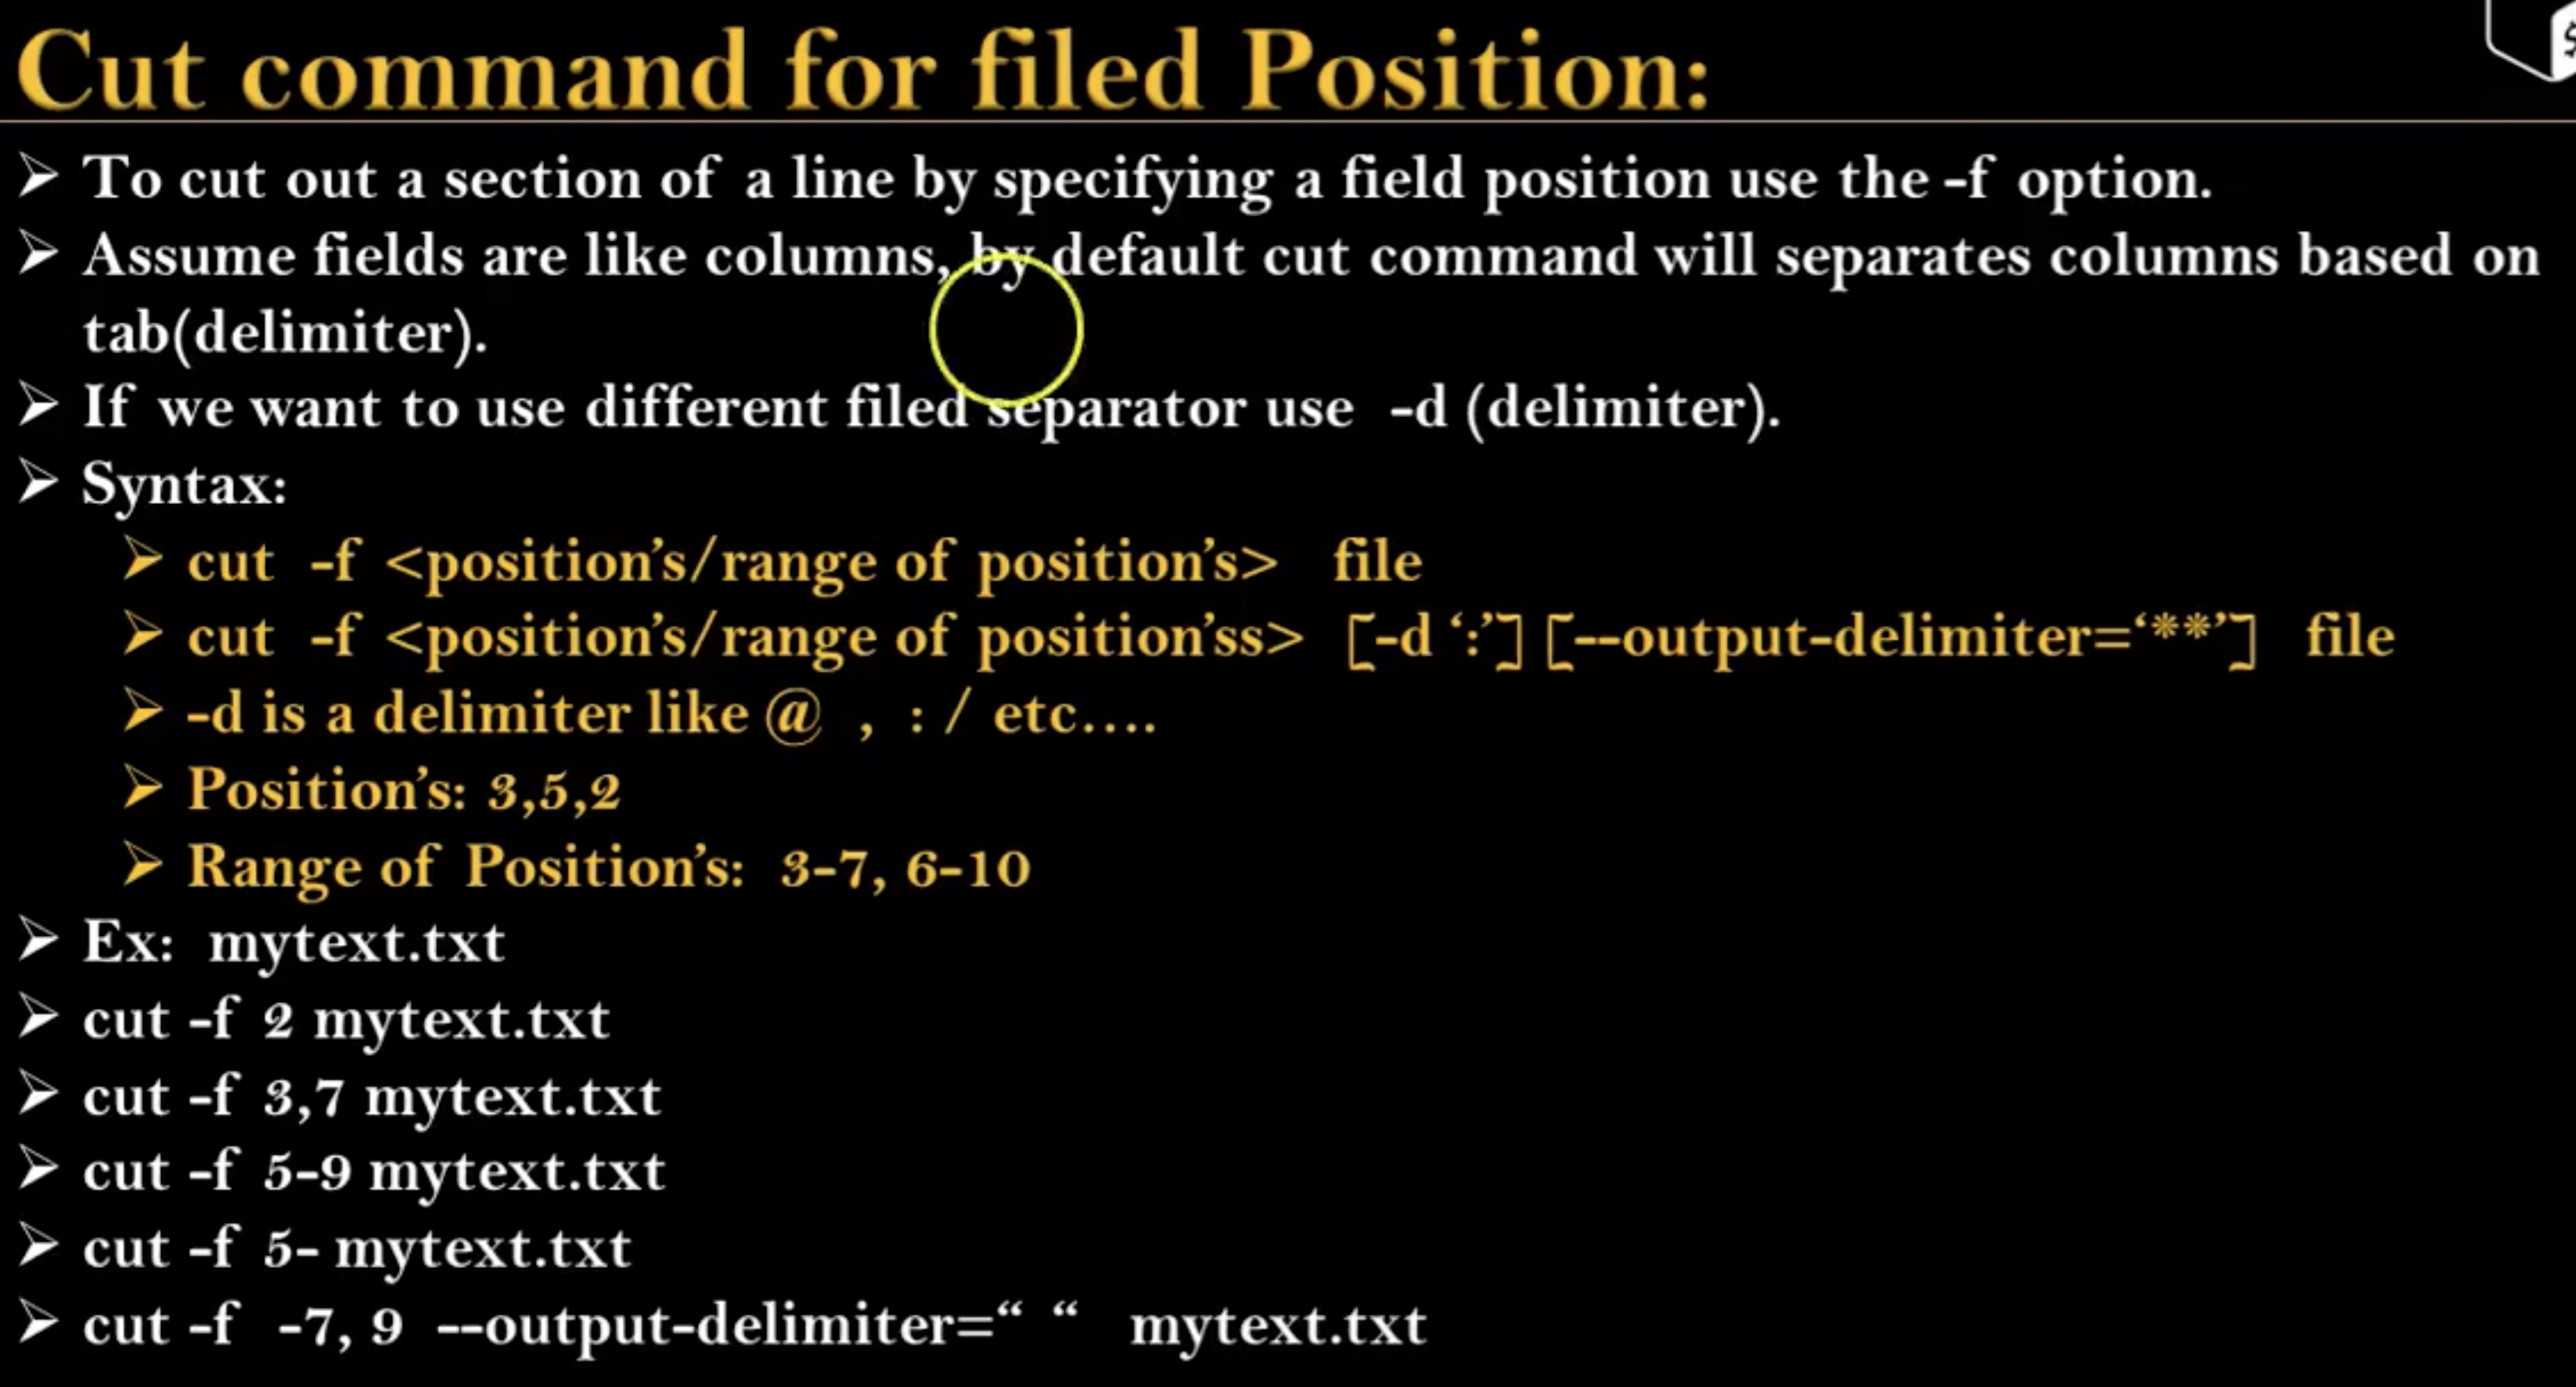 Cut command for filed Position:
➢ To cut out a section of a line by specifying a field position use the -f option.
➢ Assume fields are like columns, by default cut command will separates columns based on
tab(delimiter).
➢ If we want to use different filed separator use -d (delimiter).
➢ Syntax:
➢ cut -f <position’s/range of position’s> file
➢ cut -f <position’s/range of position’ss> [-d ‘:’] [--output-delimiter=‘**’] file
➢ -d is a delimiter like @ , : / etc....
➢ Position’s: 3,5,2
➢ Range of Position’s: 3-7, 6-10
➢ Ex: mytext.txt
➢ cut -f 2 mytext.txt
➢ cut -f 3,7 mytext.txt
➢ cut -f 5-9 mytext.txt
➢ cut -f 5- mytext.txt
➢ cut -f -7, 9 --output-delimiter=“ “ mytext.txt